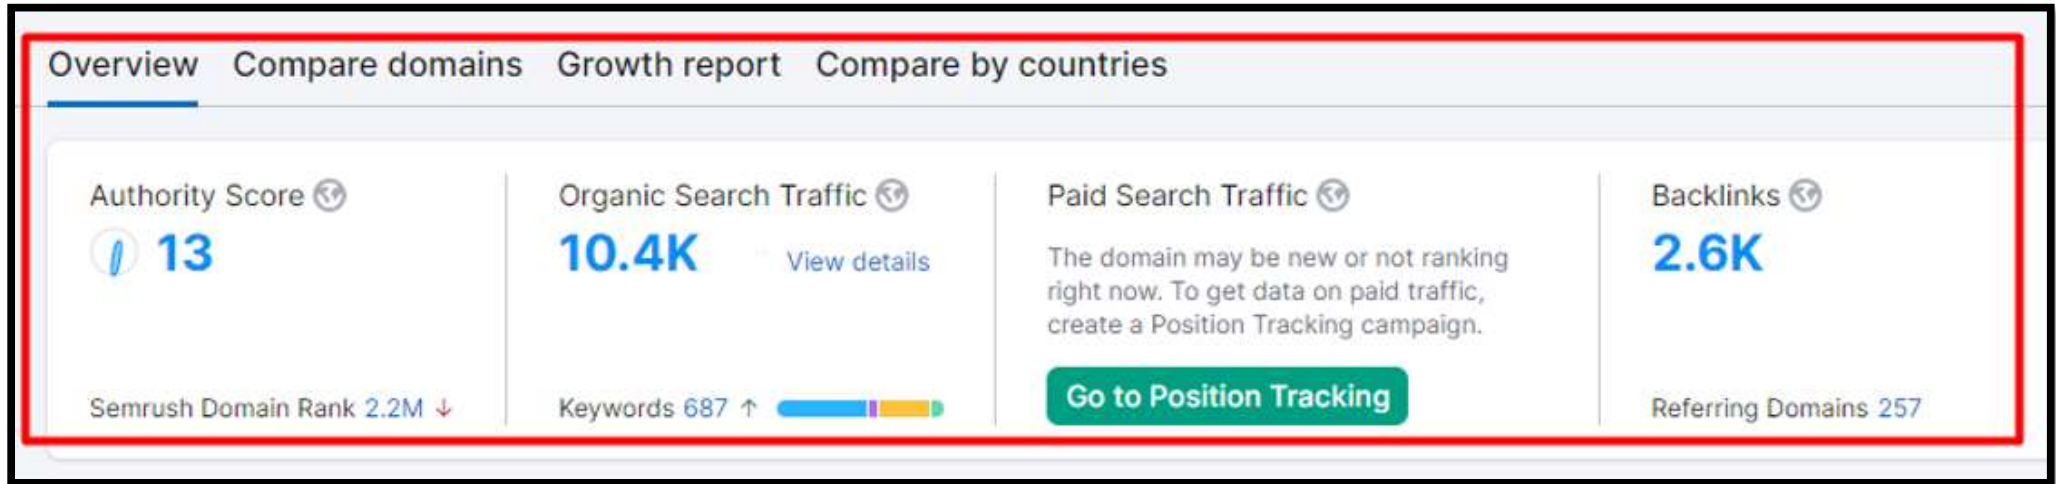 Overview Compare domains Growth report Compare by countries
Authority Score
13
Semrush Domain Rank 2.2M ↓
Organic Search Traffic
10.4K View details
Keywords 687 ↑
Paid Search Traffic
The domain may be new or not ranking
right now. To get data on paid traffic,
create a Position Tracking campaign.
Go to Position Tracking
Backlinks
2.6K
Referring Domains 257